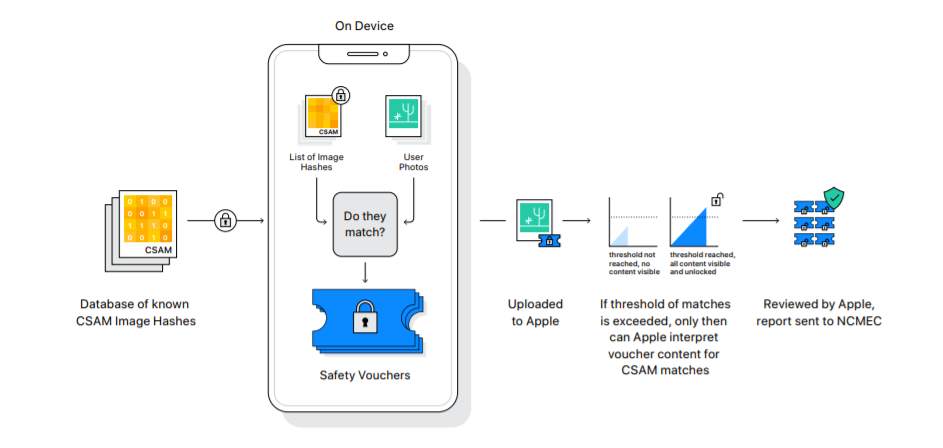 On Device
CSAM
List of Image
Hashes
User
Photos
Do they
match?
Safety Vouchers
0 1 0 0
0 0 1 1
1 1 1 0
0 0 1 0
CSAM
Database of known
CSAM Image Hashes
Uploaded
to Apple
threshold not
reached, no
content visible
threshold reached,
all content visible
and unlocked
If threshold of matches
is exceeded, only then
can Apple interpret
voucher content for
CSAM matches
Reviewed by Apple,
report sent to NCMEC